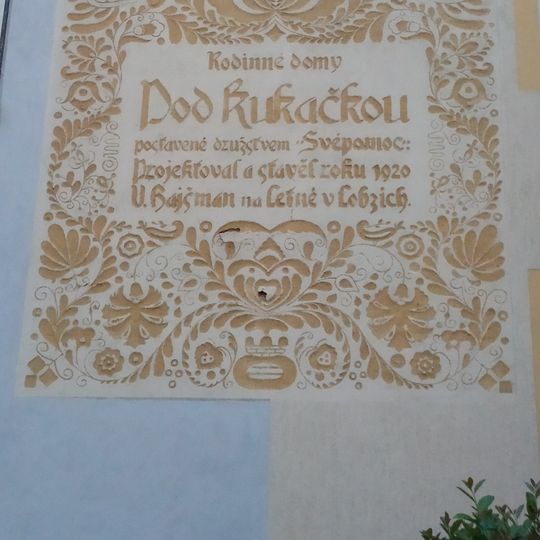 Rodinné domy
Pod Kukačkou
postavené družstvem "Svépomoc":
Projektoval a stavěl roku 1920
V. Hajšman na Letné v Lobzích.